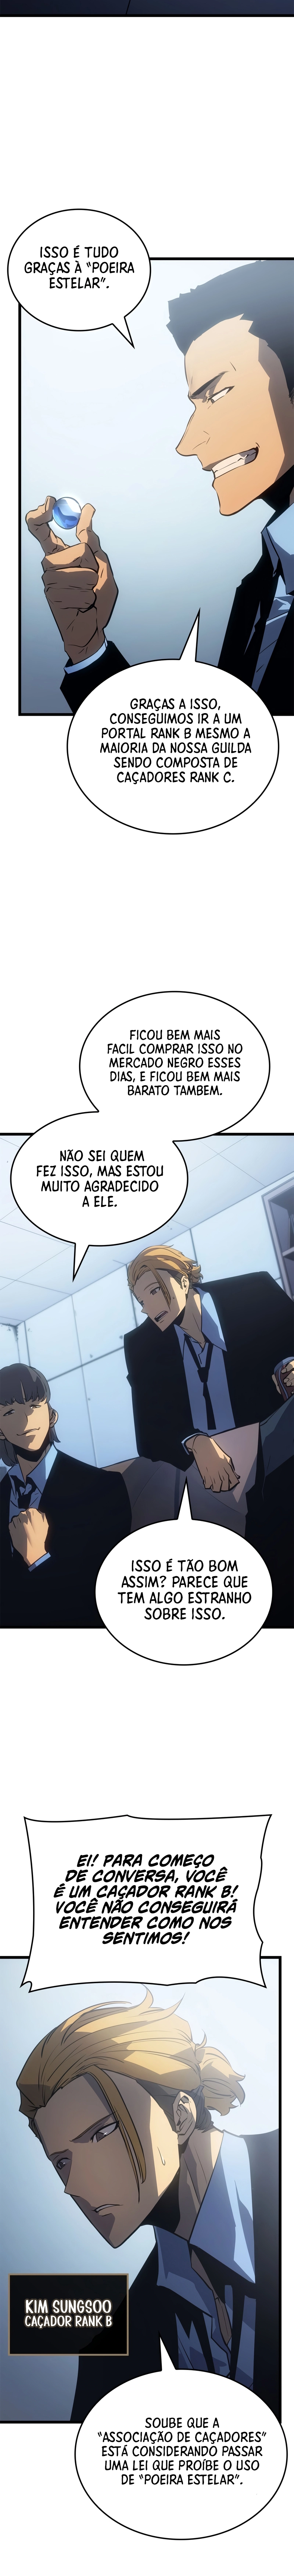 ISSO É TUDO
GRAÇAS À "POEIRA
ESTELAR".
GRAÇAS A ISSO,
CONSEGUIMOS IR A UM
PORTAL RANK B MESMO A
MAIORIA DA NOSSA GUILDA
SENDO COMPOSTA DE
CAÇADORES RANK C.
FICOU BEM MAIS
FACIL COMPRAR ISSO NO
MERCADO NEGRO ESSES
DIAS, E FICOU BEM MAIS
BARATO TAMBEM.
NÃO SEI QUEM
FEZ ISSO, MAS ESTOU
MUITO AGRADECIDO
A ELE.
ISSO É TÃO BOM
ASSIM? PARECE QUE
TEM ALGO ESTRANHO
SOBRE ISSO.
EI! PARA COMEÇO
DE CONVERSA, VOCÊ
É UM CAÇADOR RANK B!
VOCÊ NÃO CONSEGUIRÁ
ENTENDER COMO NOS
SENTIMOS!
KIM SUNGSOO
CAÇADOR RANK B
SOUBE QUE A
"ASSOCIAÇÃO DE CAÇADORES"
ESTÁ CONSIDERANDO PASSAR
UMA LEI QUE PROÍBE O USO
DE "POEIRA ESTELAR".